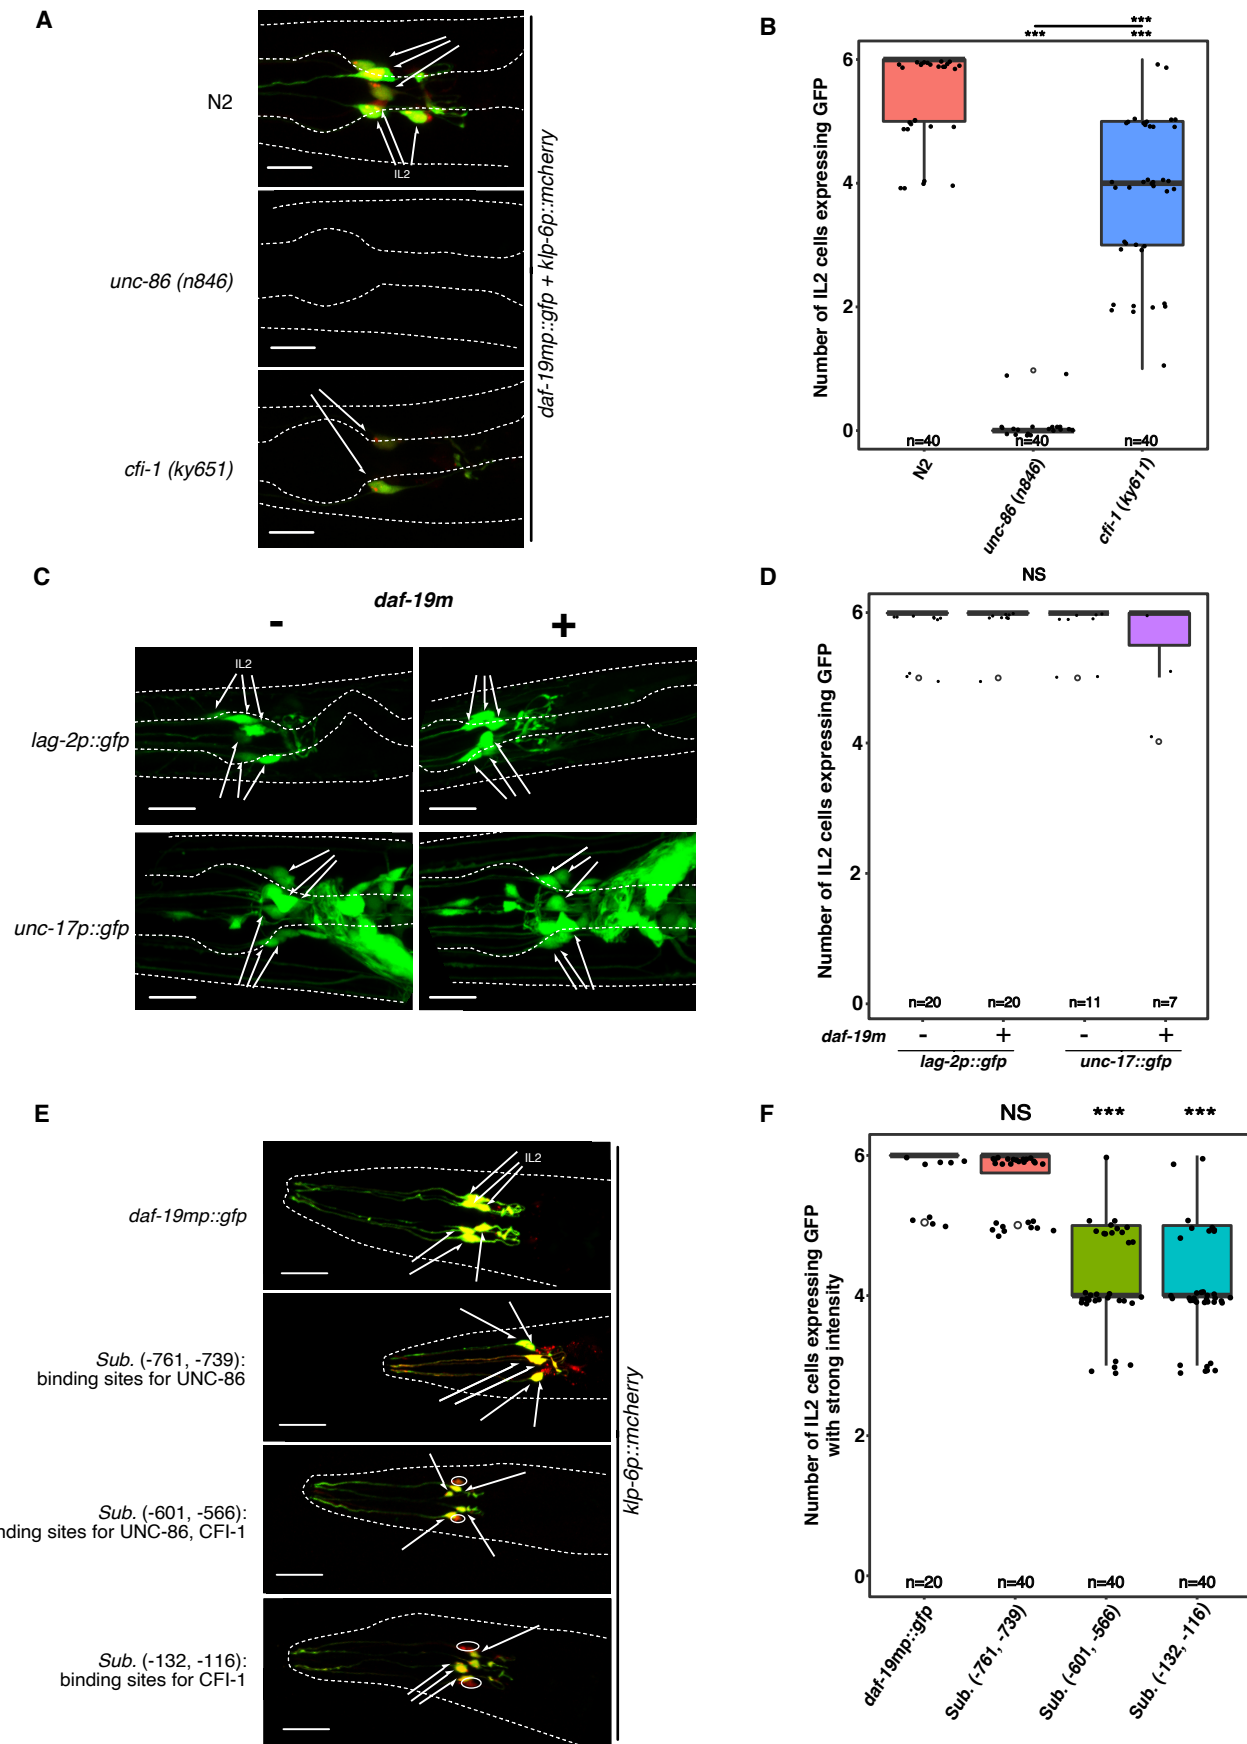 A
N2
IL2
unc-86 (n846)
cfi-1 (ky651)
daf-19mp::gfp + klp-6p::mcherry
B
***
***
***
Number of IL2 cells expressing GFP
6
4
2
0
n=40
n=40
n=40
N2
unc-86 (n846)
cfi-1 (ky611)
C
daf-19m
-
+
IL2
lag-2p::gfp
unc-17p::gfp
D
NS
Number of IL2 cells expressing GFP
6
4
2
0
n=20
n=20
n=11
n=7
daf-19m
-
+
-
+
lag-2p::gfp
unc-17::gfp
E
IL2
daf-19mp::gfp
Sub. (-761, -739):
binding sites for UNC-86
Sub. (-601, -566):
nding sites for UNC-86, CFI-1
Sub. (-132, -116):
binding sites for CFI-1
klp-6p::mcherry
F
NS
***
***
Number of IL2 cells expressing GFP
with strong intensity
6
4
2
0
n=20
n=40
n=40
n=40
daf-19mp::gfp
Sub. (-761, -739)
Sub. (-601, -566)
Sub. (-132, -116)